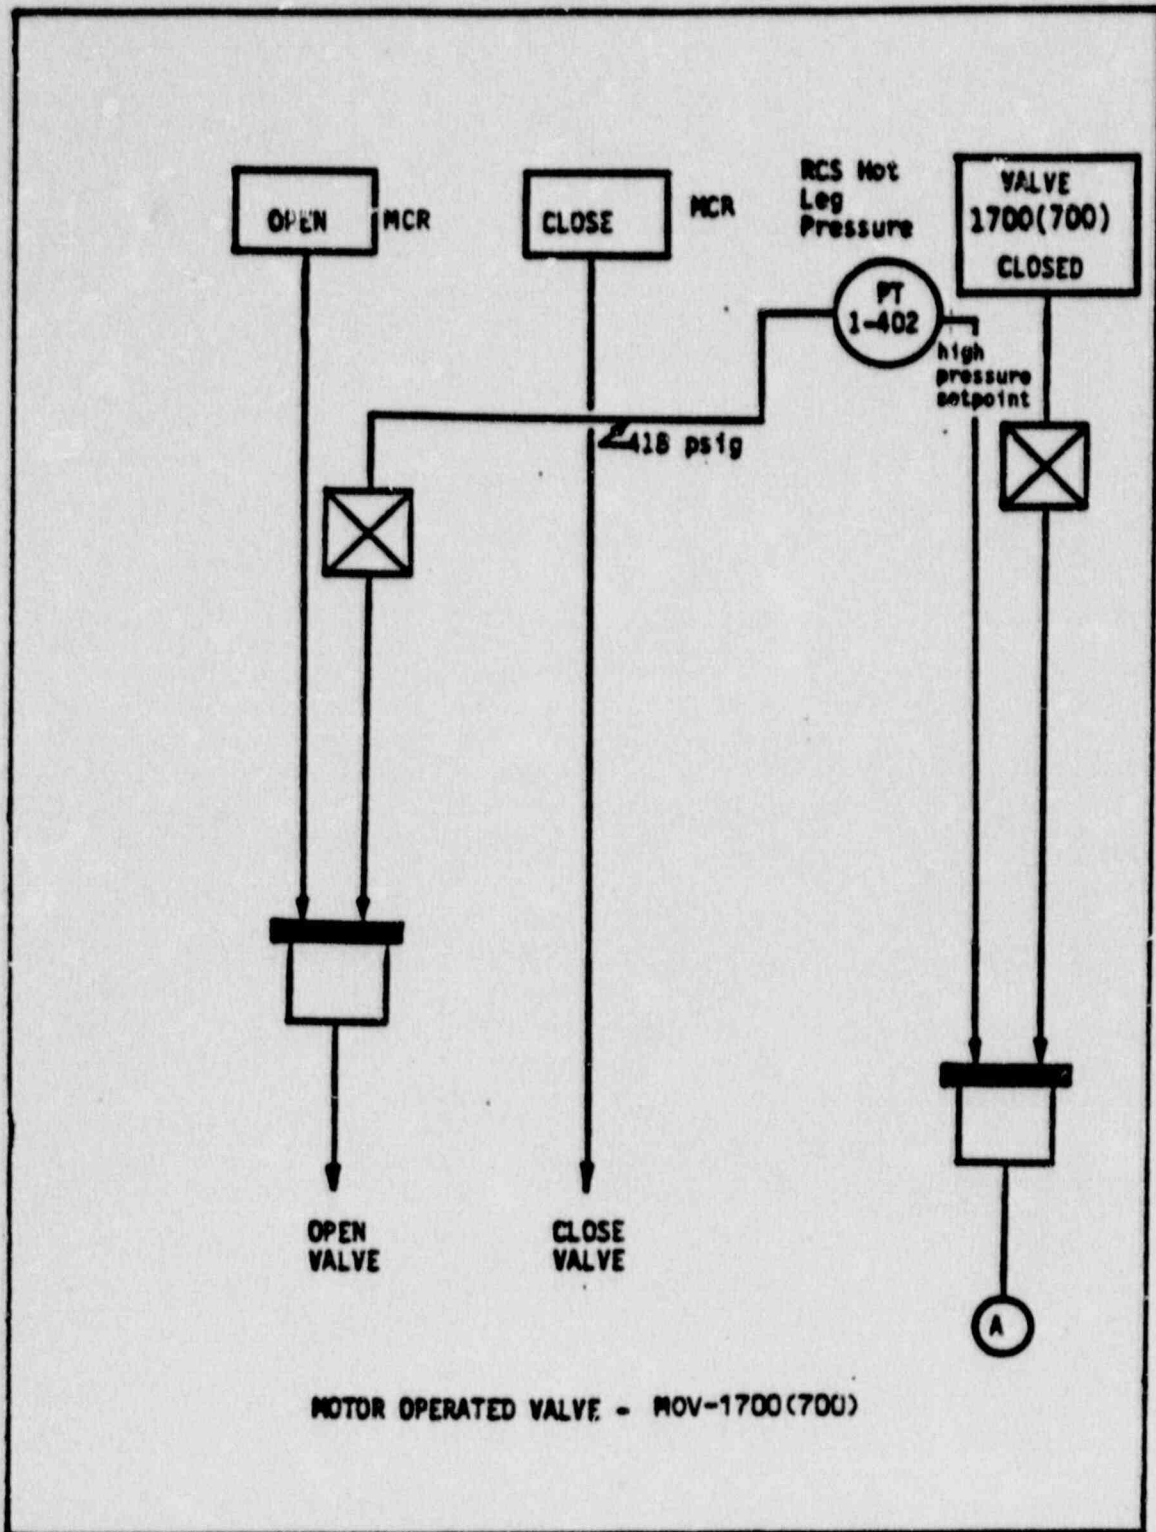 OPEN
MCR
CLOSE
MCR
RCS Hot
Leg
Pressure
VALVE
1700(700)
CLOSED
PT
1-402
high
pressure
setpoint
418 psig
OPEN
VALVE
CLOSE
VALVE
A
MOTOR OPERATED VALVE - MOV-1700(700)